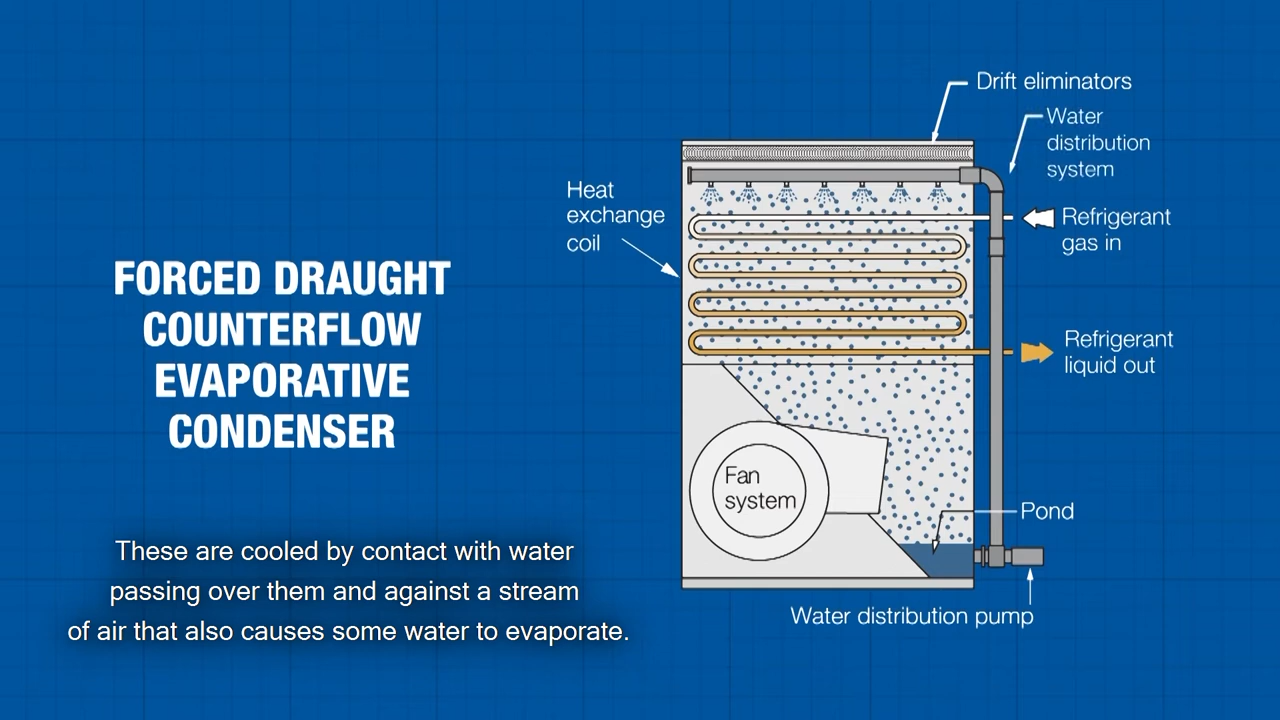 Drift eliminators
Water
distribution
system
Heat
exchange
coil
Refrigerant
gas in
FORCED DRAUGHT
COUNTERFLOW
EVAPORATIVE
CONDENSER
Refrigerant
liquid out
Fan
system
Pond
These are cooled by contact with water
passing over them and against a stream
of air that also causes some water to evaporate.
Water distribution pump